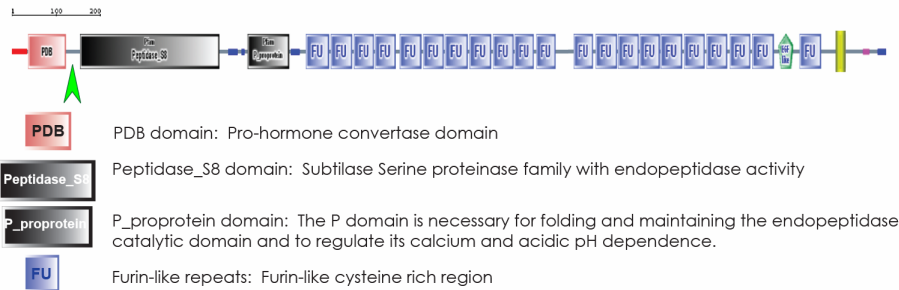 1 100 200
PDB Pfam Peptidase_S8 Pfam P_proprotein FU FU FU FU FU FU FU FU FU FU FU FU FU FU FU FU FU FU FU EGF like FU
PDB PDB domain: Pro-hormone convertase domain
Peptidase_S8 Peptidase_S8 domain: Subtilase Serine proteinase family with endopeptidase activity
P_proprotein P_proprotein domain: The P domain is necessary for folding and maintaining the endopeptidase
catalytic domain and to regulate its calcium and acidic pH dependence.
FU Furin-like repeats: Furin-like cysteine rich region